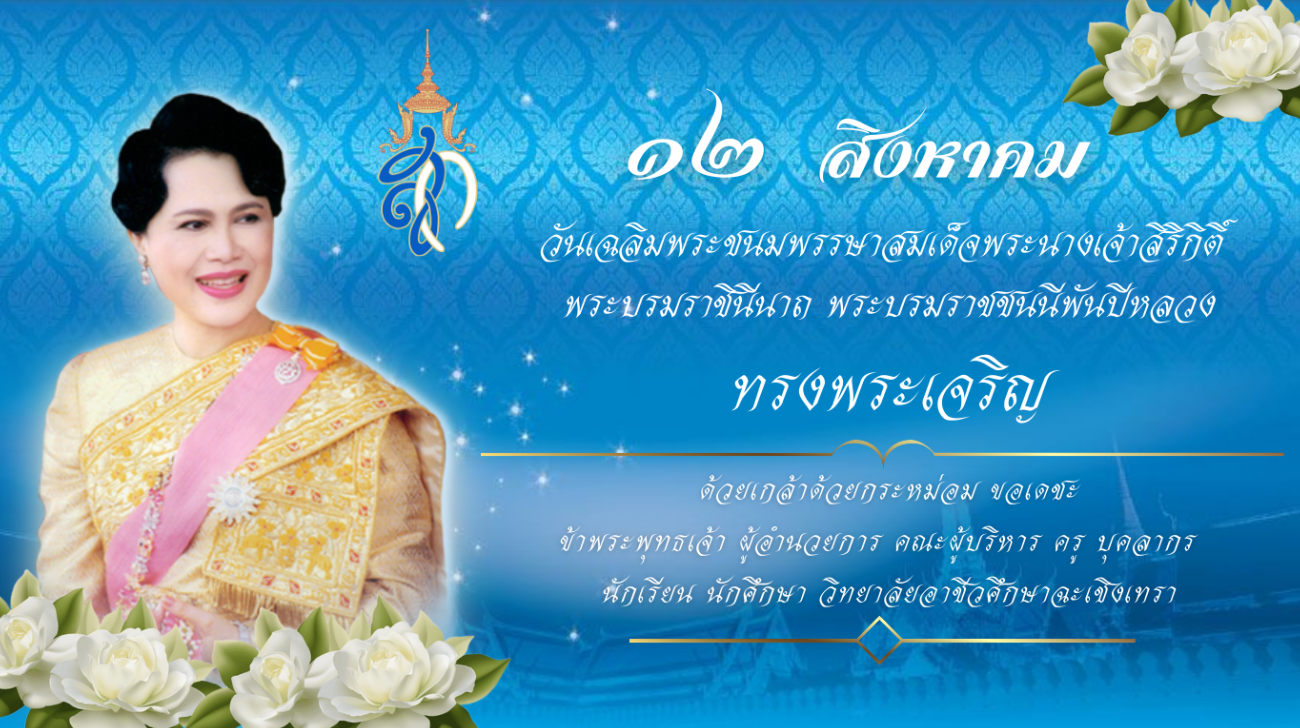 ๑๒ สิงหาคม
วันเฉลิมพระชนมพรรษาสมเด็จพระนางเจ้าสิริกิติ์
พระบรมราชินีนาถ พระบรมราชชนนีพันปีหลวง
ทรงพระเจริญ
ด้วยเกล้าด้วยกระหม่อม ขอเดชะ
ข้าพระพุทธเจ้า ผู้อำนวยการ คณะผู้บริหาร ครู บุคลากร
นักเรียน นักศึกษา วิทยาลัยอาชีวศึกษาฉะเชิงเทรา